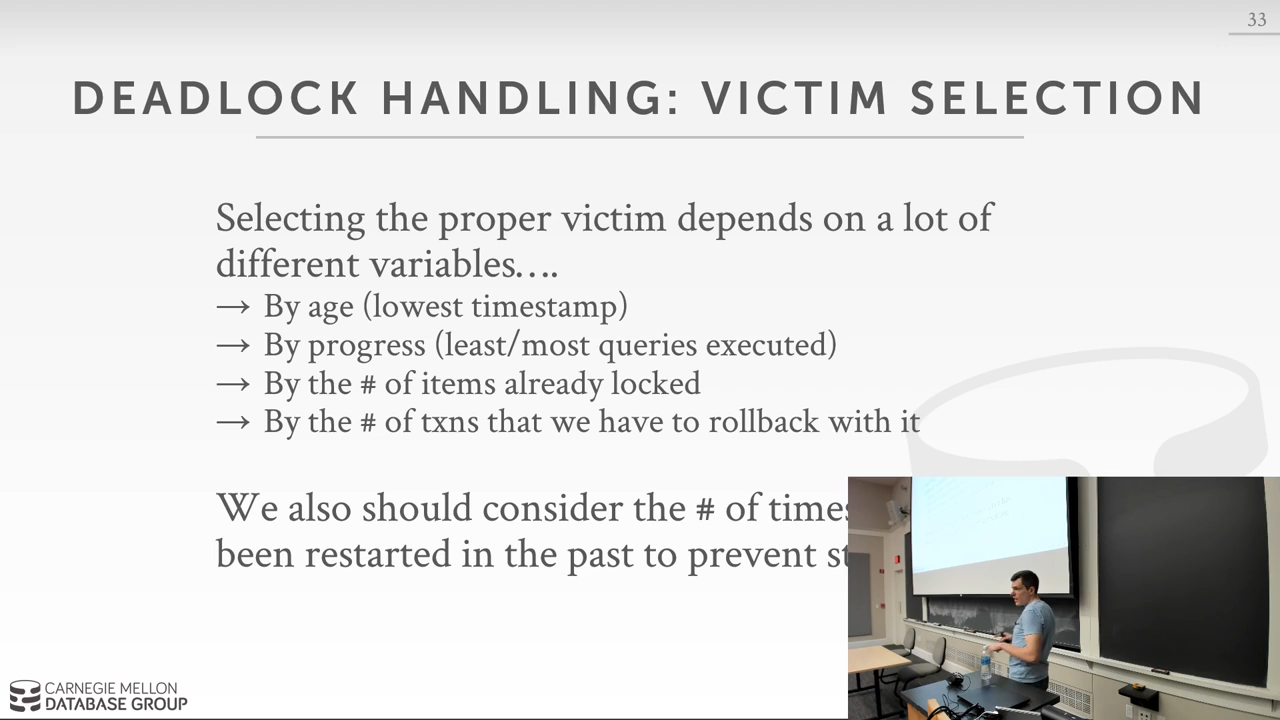 33
DEADLOCK HANDLING: VICTIM SELECTION
Selecting the proper victim depends on a lot of
different variables….
→ By age (lowest timestamp)
→ By progress (least/most queries executed)
→ By the # of items already locked
→ By the # of txns that we have to rollback with it
We also should consider the # of times
been restarted in the past to prevent
CARNEGIE MELLON
DATABASE GROUP